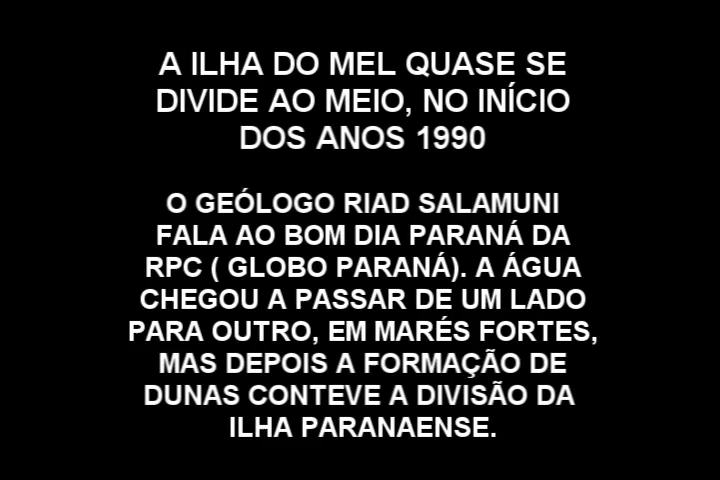 A ILHA DO MEL QUASE SE
DIVIDE AO MEIO, NO INÍCIO
DOS ANOS 1990
O GEÓLOGO RIAD SALAMUNI
FALA AO BOM DIA PARANÁ DA
RPC ( GLOBO PARANÁ). A ÁGUA
CHEGOU A PASSAR DE UM LADO
PARA OUTRO, EM MARÉS FORTES,
MAS DEPOIS A FORMAÇÃO DE
DUNAS CONTEVE A DIVISÃO DA
ILHA PARANAENSE.